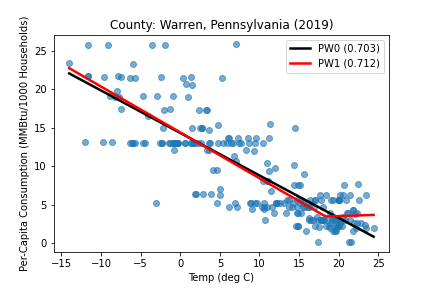 County: Warren, Pennsylvania (2019)
PW0 (0.703)
PW1 (0.712)
Per-Capita Consumption (MMBtu/1000 Households)
25
20
15
10
5
0
−15 −10 −5 0 5 10 15 20 25
Temp (deg C)